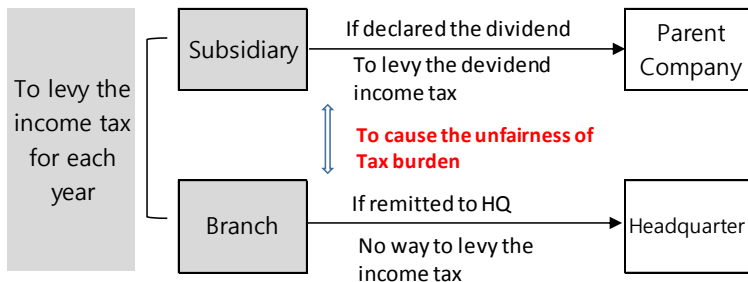 To levy the
income tax
for each
year
Subsidiary
If declared the dividend
To levy the devidend
income tax
Parent
Company
To cause the unfairness of
Tax burden
Branch
If remitted to HQ
No way to levy the
income tax
Headquarter